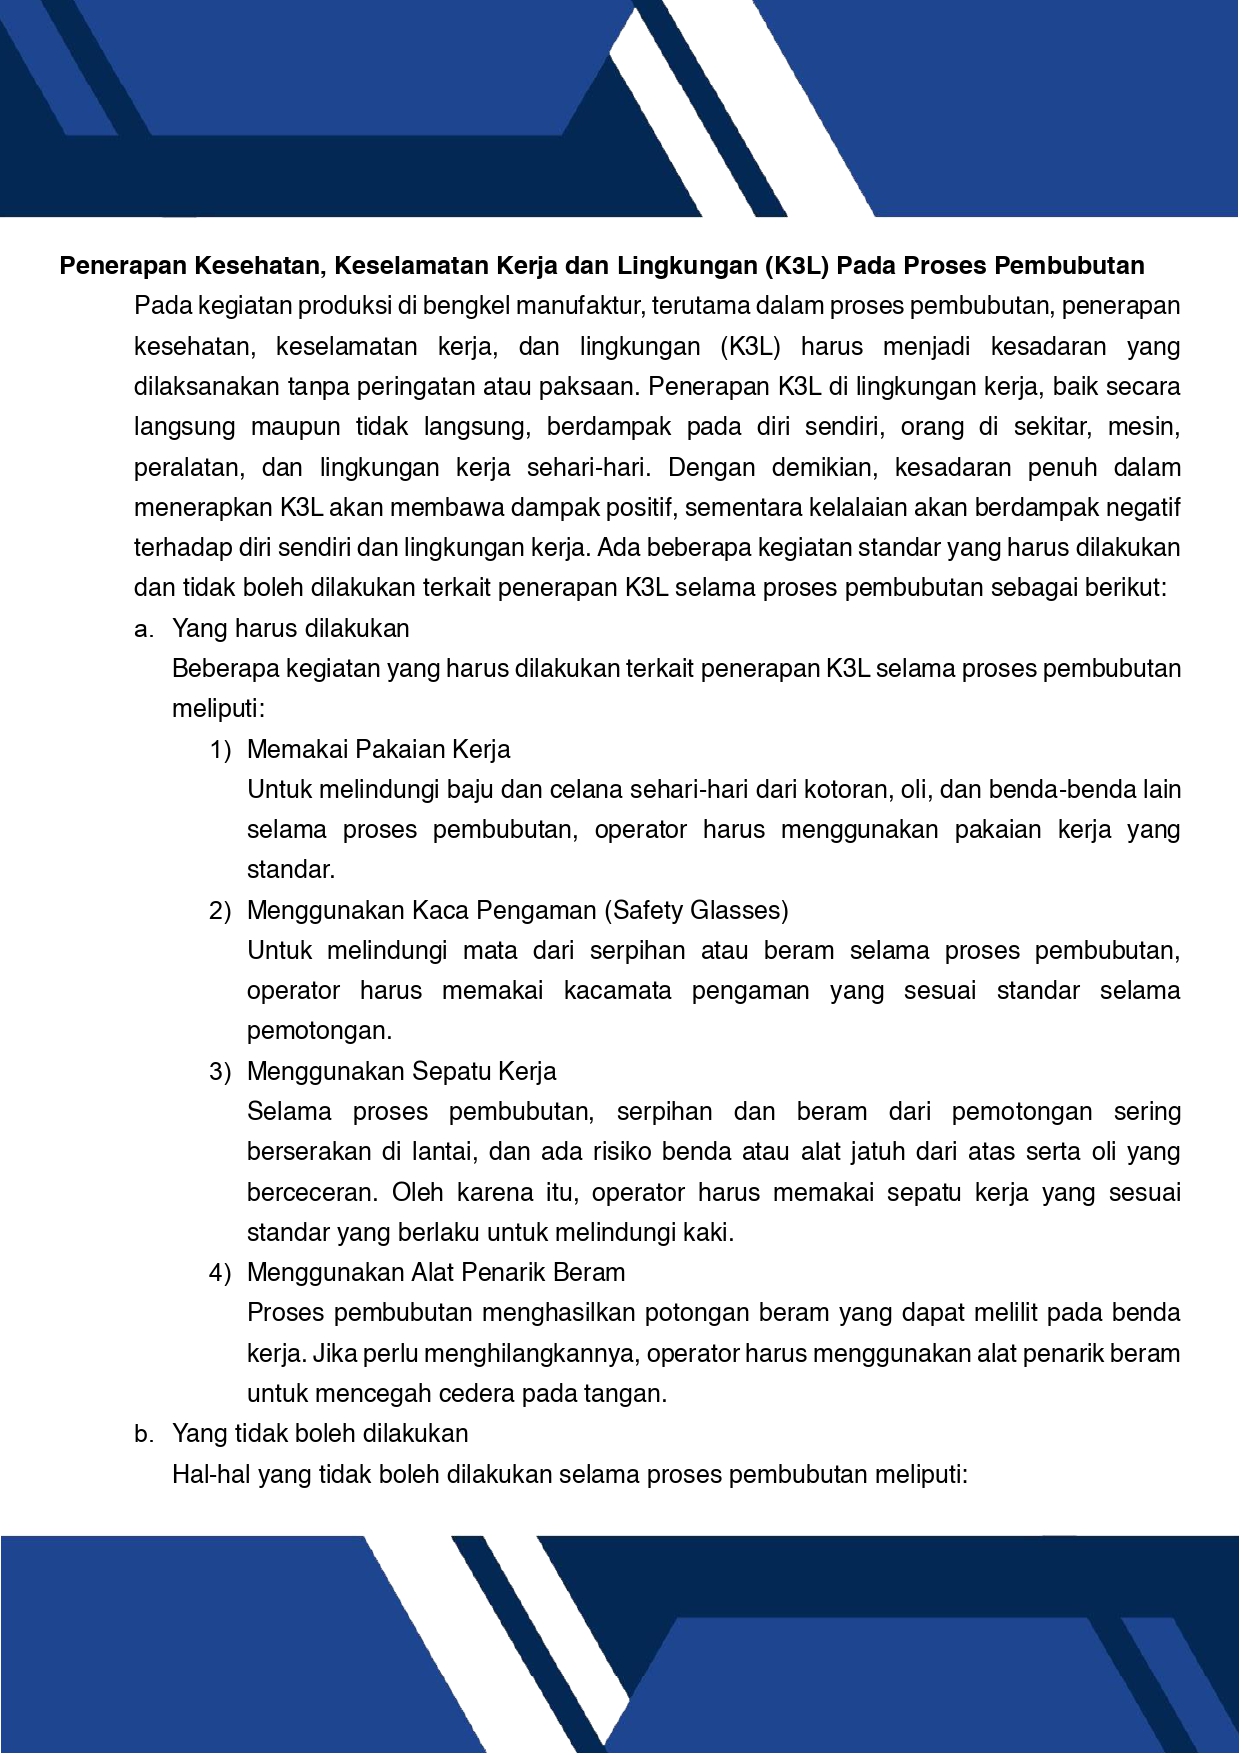 Penerapan Kesehatan, Keselamatan Kerja dan Lingkungan (K3L) Pada Proses Pembubutan
Pada kegiatan produksi di bengkel manufaktur, terutama dalam proses pembubutan, penerapan
kesehatan, keselamatan kerja, dan lingkungan (K3L) harus menjadi kesadaran yang
dilaksanakan tanpa peringatan atau paksaan. Penerapan K3L di lingkungan kerja, baik secara
langsung maupun tidak langsung, berdampak pada diri sendiri, orang di sekitar, mesin,
peralatan, dan lingkungan kerja sehari-hari. Dengan demikian, kesadaran penuh dalam
menerapkan K3L akan membawa dampak positif, sementara kelalaian akan berdampak negatif
terhadap diri sendiri dan lingkungan kerja. Ada beberapa kegiatan standar yang harus dilakukan
dan tidak boleh dilakukan terkait penerapan K3L selama proses pembubutan sebagai berikut:
a. Yang harus dilakukan
Beberapa kegiatan yang harus dilakukan terkait penerapan K3L selama proses pembubutan
meliputi:
1) Memakai Pakaian Kerja
Untuk melindungi baju dan celana sehari-hari dari kotoran, oli, dan benda-benda lain
selama proses pembubutan, operator harus menggunakan pakaian kerja yang
standar.
2) Menggunakan Kaca Pengaman (Safety Glasses)
Untuk melindungi mata dari serpihan atau beram selama proses pembubutan,
operator harus memakai kacamata pengaman yang sesuai standar selama
pemotongan.
3) Menggunakan Sepatu Kerja
Selama proses pembubutan, serpihan dan beram dari pemotongan sering
berserakan di lantai, dan ada risiko benda atau alat jatuh dari atas serta oli yang
berceceran. Oleh karena itu, operator harus memakai sepatu kerja yang sesuai
standar yang berlaku untuk melindungi kaki.
4) Menggunakan Alat Penarik Beram
Proses pembubutan menghasilkan potongan beram yang dapat melilit pada benda
kerja. Jika perlu menghilangkannya, operator harus menggunakan alat penarik beram
untuk mencegah cedera pada tangan.
b. Yang tidak boleh dilakukan
Hal-hal yang tidak boleh dilakukan selama proses pembubutan meliputi: